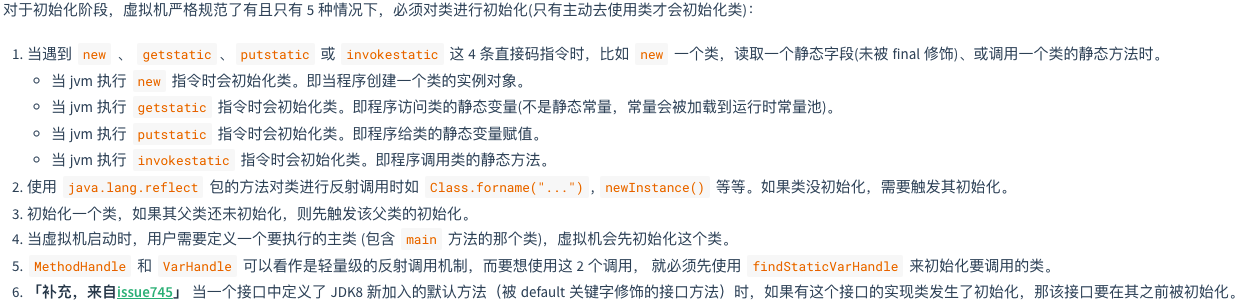 对于初始化阶段，虚拟机严格规范了有且只有 5 种情况下，必须对类进行初始化(只有主动去使用类才会初始化类)：
1. 当遇到 new 、 getstatic 、 putstatic 或 invokestatic 这 4 条直接码指令时，比如 new 一个类，读取一个静态字段(未被 final 修饰)、或调用一个类的静态方法时。
当 jvm 执行 new 指令时会初始化类。即当程序创建一个类的实例对象。
当 jvm 执行 getstatic 指令时会初始化类。即程序访问类的静态变量(不是静态常量，常量会被加载到运行时常量池)。
当 jvm 执行 putstatic 指令时会初始化类。即程序给类的静态变量赋值。
当 jvm 执行 invokestatic 指令时会初始化类。即程序调用类的静态方法。
2. 使用 java.lang.reflect 包的方法对类进行反射调用时如 Class.forname("...") , newInstance() 等等。如果类没初始化，需要触发其初始化。
3. 初始化一个类，如果其父类还未初始化，则先触发该父类的初始化。
4. 当虚拟机启动时，用户需要定义一个要执行的主类 (包含 main 方法的那个类)，虚拟机会先初始化这个类。
5. MethodHandle 和 VarHandle 可以看作是轻量级的反射调用机制，而要想使用这 2 个调用， 就必须先使用 findStaticVarHandle 来初始化要调用的类。
6. 「补充，来自issue745」 当一个接口中定义了 JDK8 新加入的默认方法（被 default 关键字修饰的接口方法）时，如果有这个接口的实现类发生了初始化，那该接口要在其之前被初始化。